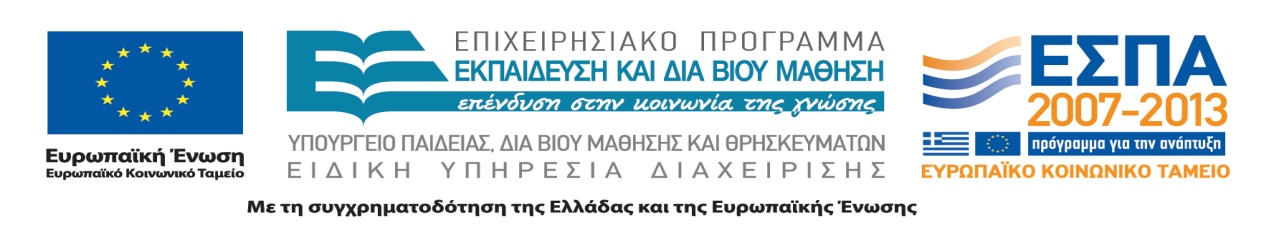 Ευρωπαϊκή Ένωση
Ευρωπαϊκό Κοινωνικό Ταμείο
ΕΠΙΧΕΙΡΗΣΙΑΚΟ ΠΡΟΓΡΑΜΜΑ
ΕΚΠΑΙΔΕΥΣΗ ΚΑΙ ΔΙΑ ΒΙΟΥ ΜΑΘΗΣΗ
επένδυση στην κοινωνία της γνώσης
ΥΠΟΥΡΓΕΙΟ ΠΑΙΔΕΙΑΣ, ΔΙΑ ΒΙΟΥ ΜΑΘΗΣΗΣ ΚΑΙ ΘΡΗΣΚΕΥΜΑΤΩΝ
ΕΙΔΙΚΗ ΥΠΗΡΕΣΙΑ ΔΙΑΧΕΙΡΙΣΗΣ
ΕΣΠΑ
2007-2013
πρόγραμμα για την ανάπτυξη
ΕΥΡΩΠΑΪΚΟ ΚΟΙΝΩΝΙΚΟ ΤΑΜΕΙΟ
Με τη συγχρηματοδότηση της Ελλάδας και της Ευρωπαϊκής Ένωσης